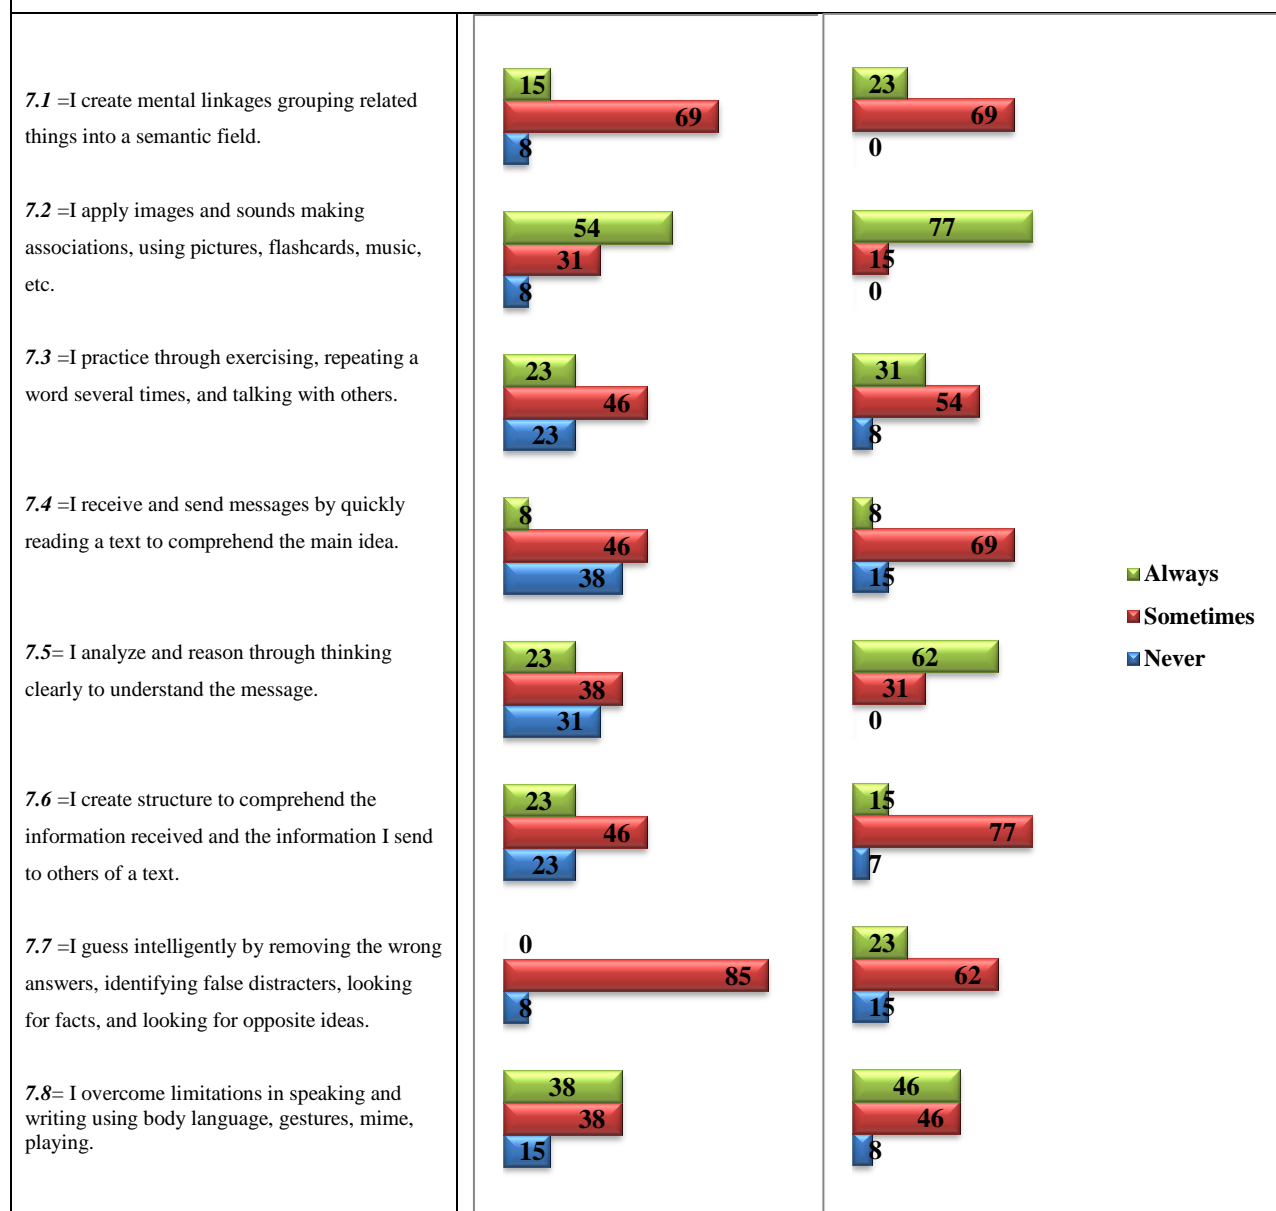 7.1 =I create mental linkages grouping related
things into a semantic field.
15
69
8
23
69
0
7.2 =I apply images and sounds making
associations, using pictures, flashcards, music,
etc.
54
31
8
77
15
0
7.3 =I practice through exercising, repeating a
word several times, and talking with others.
23
46
23
31
54
8
7.4 =I receive and send messages by quickly
reading a text to comprehend the main idea.
8
46
38
8
69
15
7.5= I analyze and reason through thinking
clearly to understand the message.
23
38
31
62
31
0
7.6 =I create structure to comprehend the
information received and the information I send
to others of a text.
23
46
23
15
77
7
7.7 =I guess intelligently by removing the wrong
answers, identifying false distracters, looking
for facts, and looking for opposite ideas.
0
85
8
23
62
15
7.8= I overcome limitations in speaking and
writing using body language, gestures, mime,
playing.
38
38
15
46
46
8
Always
Sometimes
Never